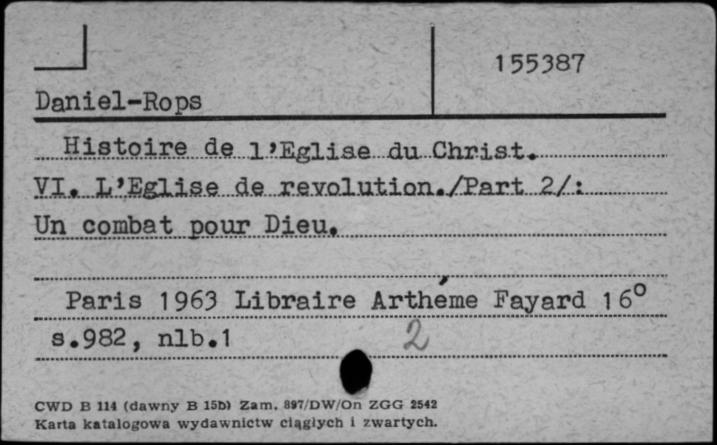 155387
Daniel-Rops
Histoire de l'Eglise du Christ.
VI. L'Eglise de revolution./Part 2/:
Un combat pour Dieu.
Paris 1963 Libraire Arthéme Fayard 16°
s.982, nlb.1
2
CWD B 114 (dawny B 15b) Zam. 897/DW/On ZGG 2542
Karta katalogowa wydawnictw ciągłych i zwartych.